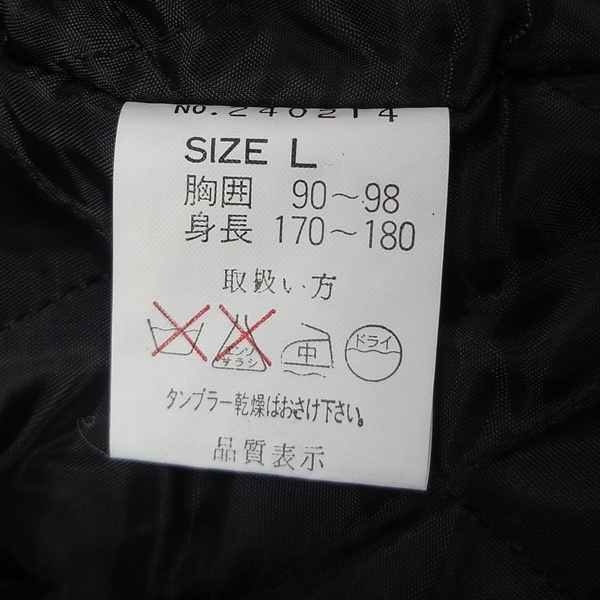 No. 240214
SIZE L
胸囲 90～98
身長 170～180
取扱い方
エンソ
サラシ
中
ドライ
タンブラー乾燥はおさけ下さい。
品質表示